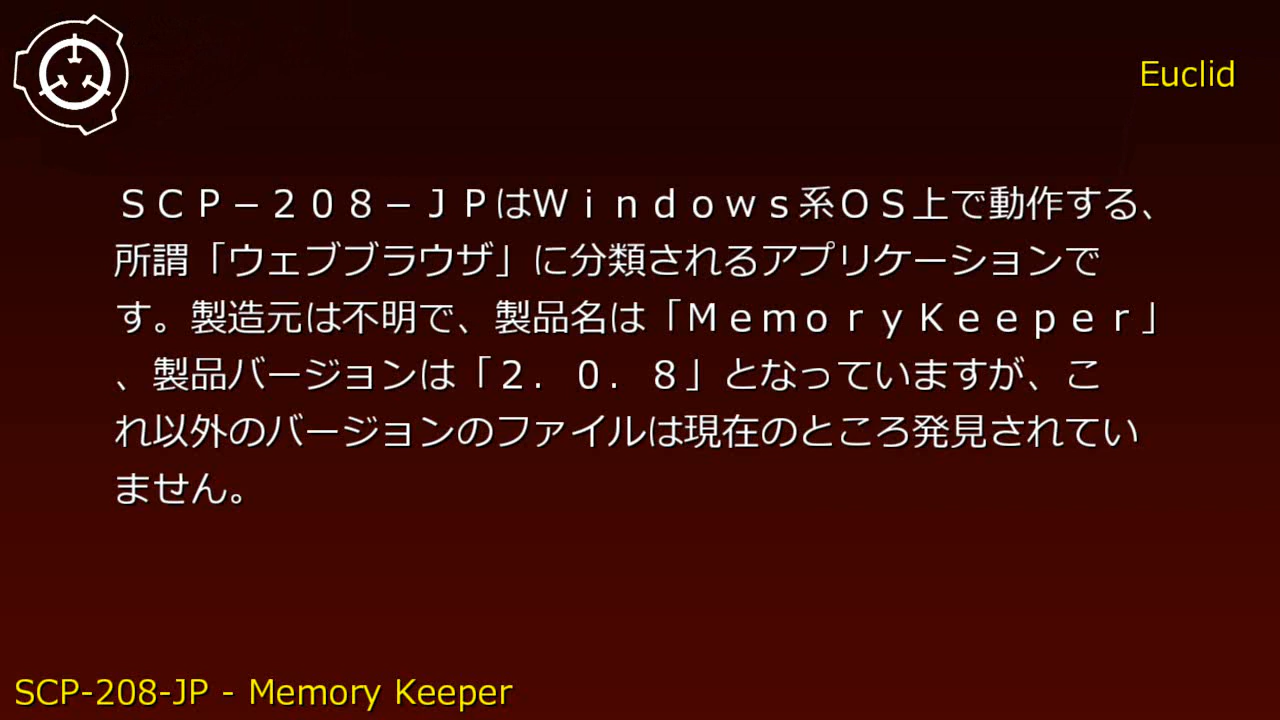 Euclid
ＳＣＰ－２０８－ＪＰはＷｉｎｄｏｗｓ系ＯＳ上で動作する、
所謂「ウェブブラウザ」に分類されるアプリケーションで
す。製造元は不明で、製品名は「ＭｅｍｏｒｙＫｅｅｐｅｒ」
、製品バージョンは「２．０．８」となっていますが、こ
れ以外のバージョンのファイルは現在のところ発見されてい
ません。
SCP-208-JP - Memory Keeper